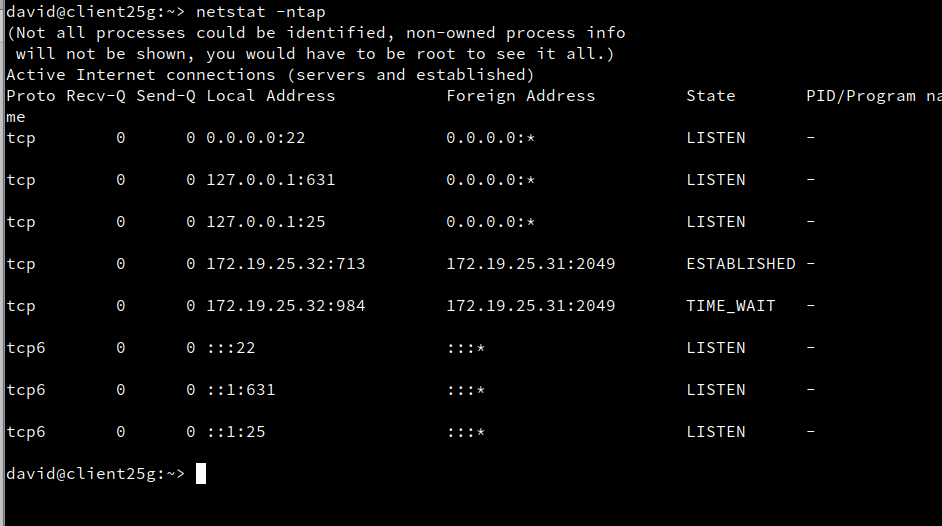 david@client25g:~> netstat -ntap
(Not all processes could be identified, non-owned process info
 will not be shown, you would have to be root to see it all.)
Active Internet connections (servers and established)
Proto Recv-Q Send-Q Local Address           Foreign Address         State       PID/Program na
me
tcp        0      0 0.0.0.0:22              0.0.0.0:*               LISTEN      -
tcp        0      0 127.0.0.1:631           0.0.0.0:*               LISTEN      -
tcp        0      0 127.0.0.1:25            0.0.0.0:*               LISTEN      -
tcp        0      0 172.19.25.32:713        172.19.25.31:2049       ESTABLISHED -
tcp        0      0 172.19.25.32:984        172.19.25.31:2049       TIME_WAIT   -
tcp6       0      0 :::22                   :::*                    LISTEN      -
tcp6       0      0 ::1:631                 :::*                    LISTEN      -
tcp6       0      0 ::1:25                  :::*                    LISTEN      -
david@client25g:~>